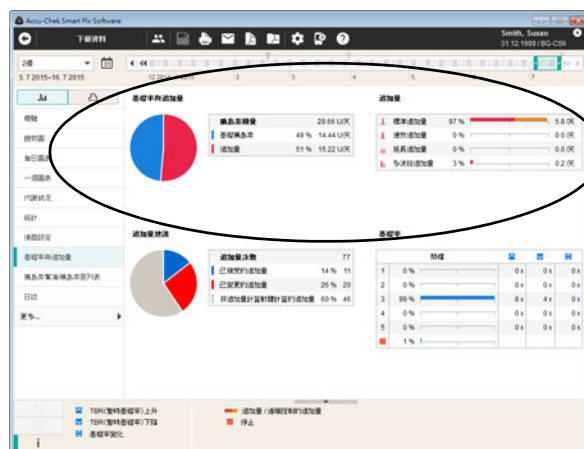 Accu-Chek Smart Pix Software
下載資料
Smith, Susan
31.12.1999 / BG-CSII
2週
3. 7 2015–16. 7 2015
2 3 4 5 6 7
概覽
趨勢圖
每日圖表
一週圖表
代謝狀況
統計
儀器設定
基礎率與追加量
胰島素幫浦/胰島素筆列表
日誌
更多...
基礎率與追加量
胰島素總量 29.66 U/天
基礎胰島素 49 % 14.44 U/天
追加量 51 % 15.22 U/天
追加量
標準追加量 97 % 5.8 /天
速效追加量 0 % 0.0 /天
延長追加量 0 % 0.0 /天
多波段追加量 3 % 0.2 /天
追加量建議
追加量次數 77
已接受的追加量 14 % 11
已變更的追加量 26 % 20
非追加量計算軟體計算的追加量 60 % 46
基礎率
1 0 % 0 x 0 x 0 x
2 0 % 0 x 0 x 0 x
3 99 % 8 x 4 x 0 x
4 0 % 0 x 0 x 0 x
5 0 % 0 x 0 x 0 x
1 %
TBR(暫時基礎率)上升
TBR(暫時基礎率)下降
基礎率變化
追加量 / 遠端控制的追加量
停止